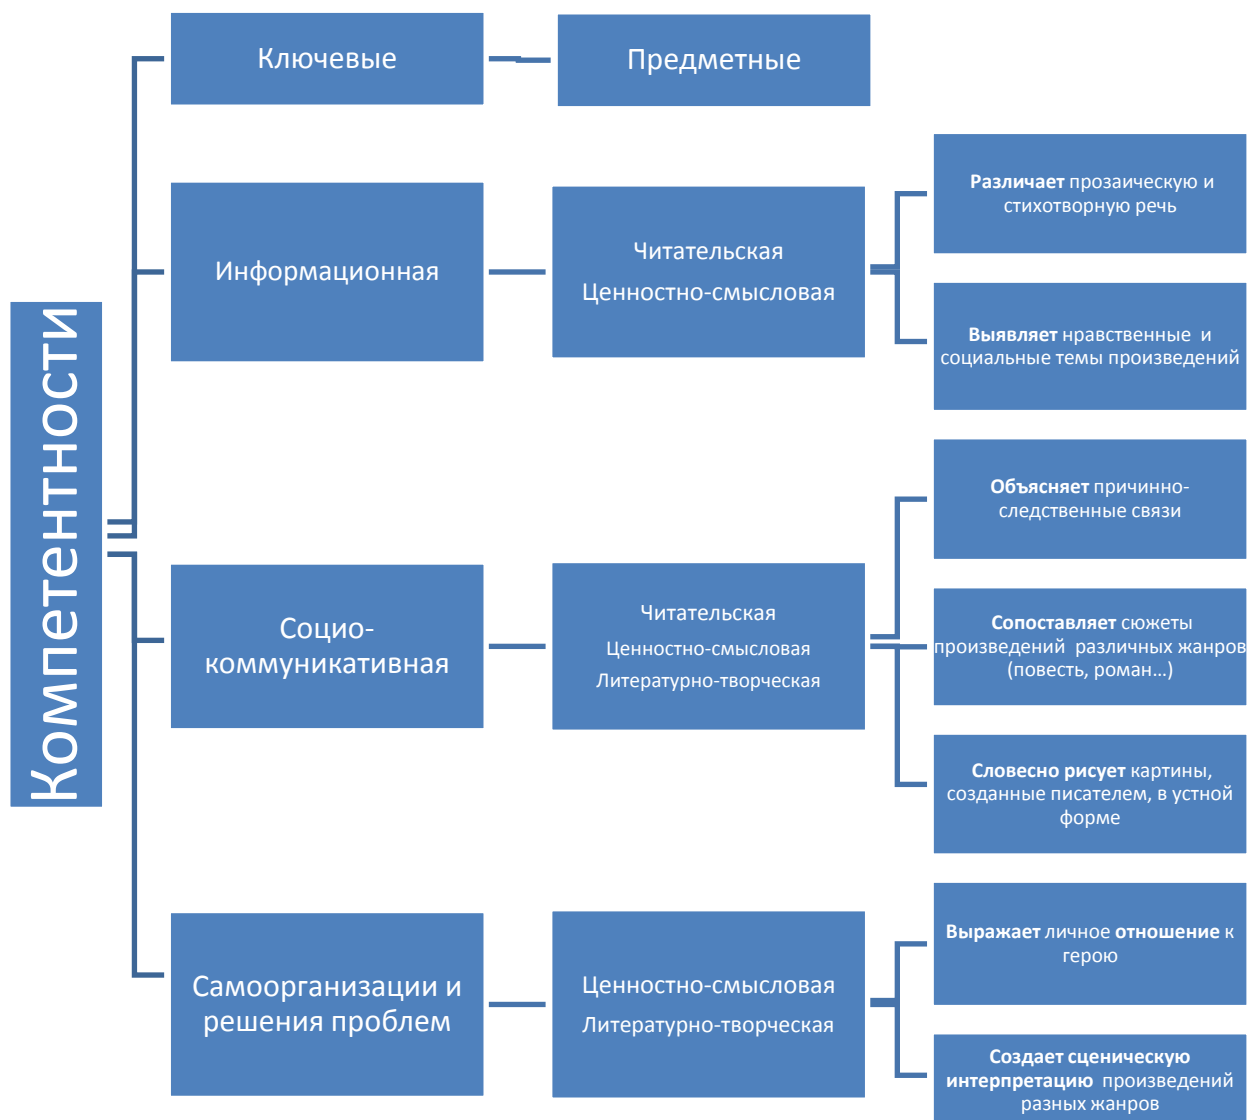 Компетентности
Ключевые
Предметные
Информационная
Читательская
Ценностно-смысловая
Различает прозаическую и
стихотворную речь
Выявляет нравственные и
социальные темы произведений
Социо-
коммуникативная
Читательская
Ценностно-смысловая
Литературно-творческая
Объясняет причинно-
следственные связи
Сопоставляет сюжеты
произведений различных жанров
(повесть, роман…)
Словесно рисует картины,
созданные писателем, в устной
форме
Самоорганизации и
решения проблем
Ценностно-смысловая
Литературно-творческая
Выражает личное отношение к
герою
Создает сценическую
интерпретацию произведений
разных жанров